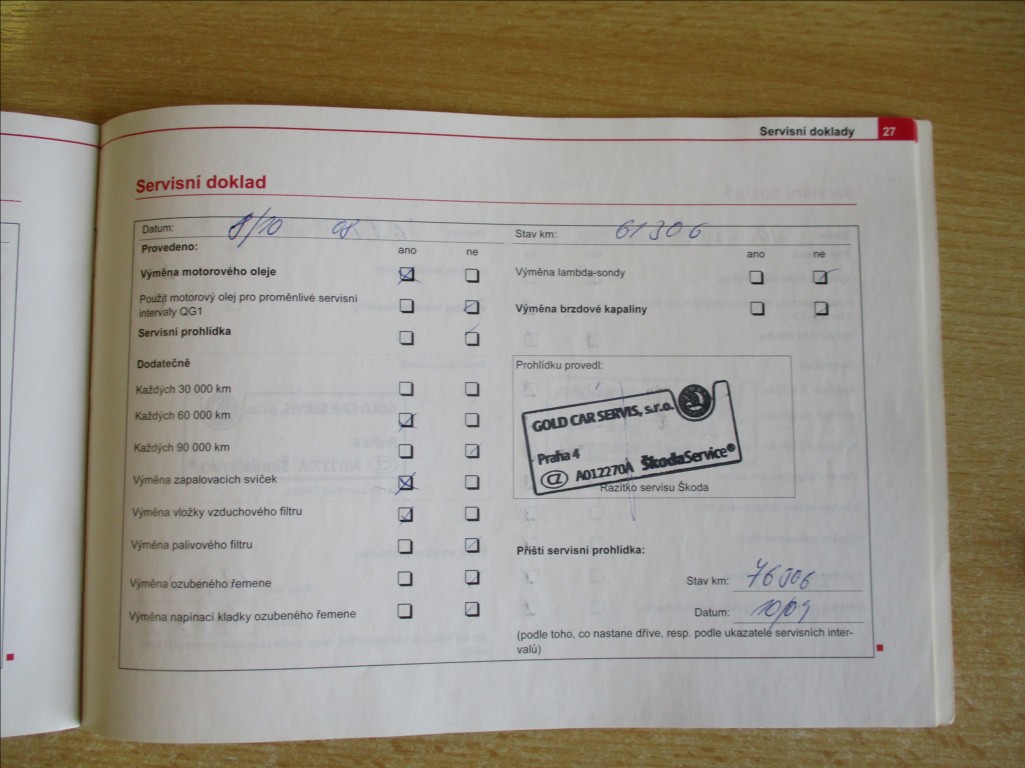 Servisní doklady 27
Servisní doklad
Datum: 8/10 08
Stav km: 61306
Provedeno: ano ne
ano ne
Výměna motorového oleje
Použit motorový olej pro proměnlivé servisní
intervaly QG1
Servisní prohlídka
Dodatečně
Každých 30 000 km
Každých 60 000 km
Každých 90 000 km
Výměna zapalovacích svíček
Výměna vložky vzduchového filtru
Výměna palivového filtru
Výměna ozubeného řemene
Výměna napínací kladky ozubeného řemene
Výměna lambda-sondy
Výměna brzdové kapaliny
Prohlídku provedl:
GOLD CAR SERVIS, s.r.o.
Praha 4
CZ A012270A ŠkodaService®
Razítko servisu Škoda
Příští servisní prohlídka:
Stav km: 76306
Datum: 10/09
(podle toho, co nastane dříve, resp. podle ukazatele servisních inter-
valů)